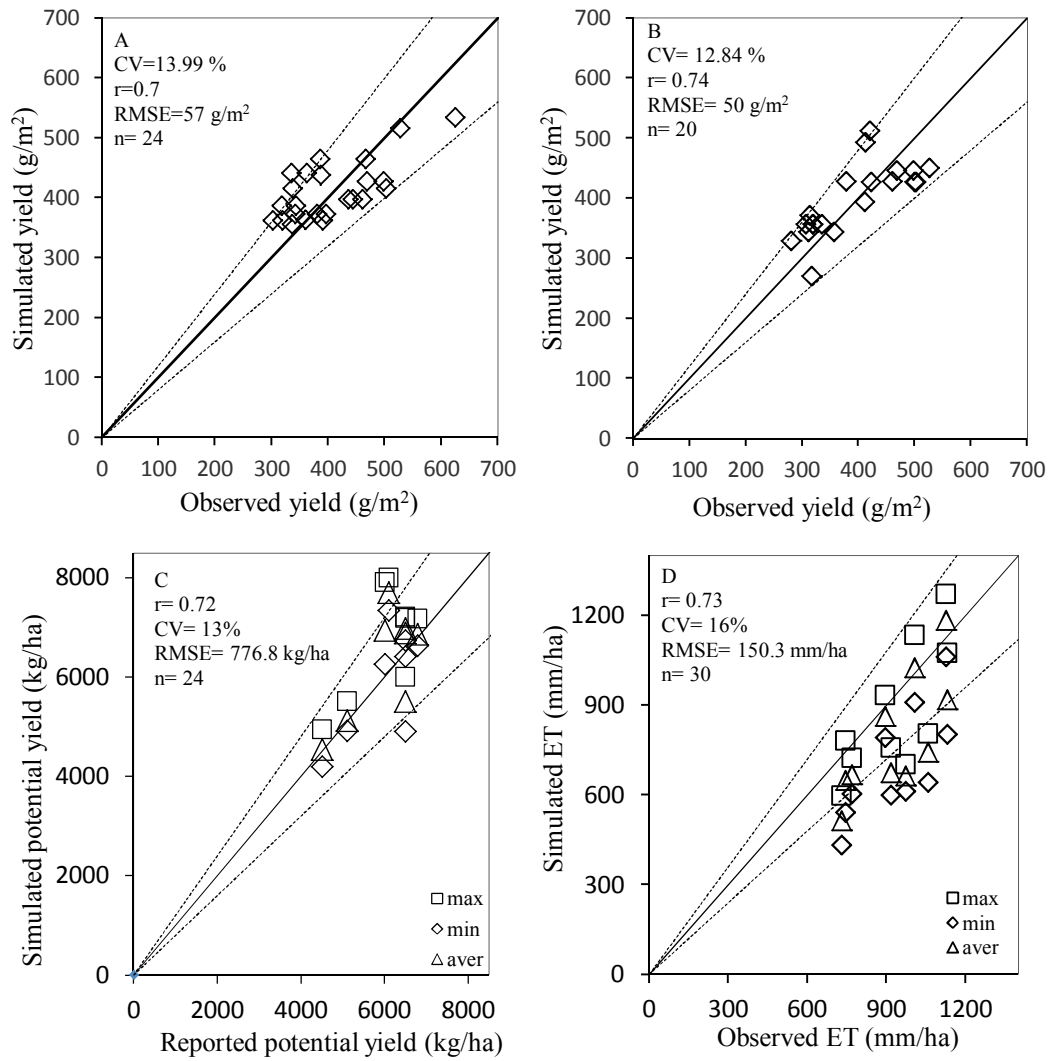 A
CV=13.99 %
r=0.7
RMSE=57 g/m²
n= 24
700
600
500
400
300
200
100
0
0 100 200 300 400 500 600 700
Simulated yield (g/m²)
Observed yield (g/m²)
B
CV= 12.84 %
r= 0.74
RMSE= 50 g/m²
n= 20
700
600
500
400
300
200
100
0
0 100 200 300 400 500 600 700
Simulated yield (g/m²)
Observed yield (g/m²)
C
r= 0.72
CV= 13%
RMSE= 776.8 kg/ha
n= 24
8000
6000
4000
2000
0
0 2000 4000 6000 8000
max
min
aver
Simulated potential yield (kg/ha)
Reported potential yield (kg/ha)
D
r= 0.73
CV= 16%
RMSE= 150.3 mm/ha
n= 30
1200
900
600
300
0
0 300 600 900 1200
max
min
aver
Simulated ET (mm/ha)
Observed ET (mm/ha)